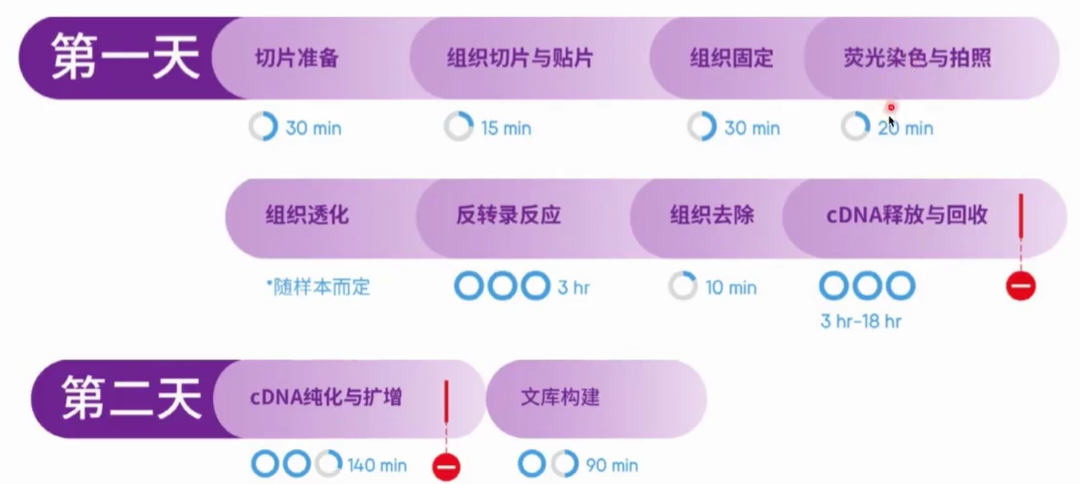 第一天
切片准备
组织切片与贴片
组织固定
荧光染色与拍照
30 min
15 min
30 min
20 min
组织透化
反转录反应
组织去除
cDNA释放与回收
*随样本而定
3 hr
10 min
3 hr-18 hr
第二天
cDNA纯化与扩增
文库构建
140 min
90 min